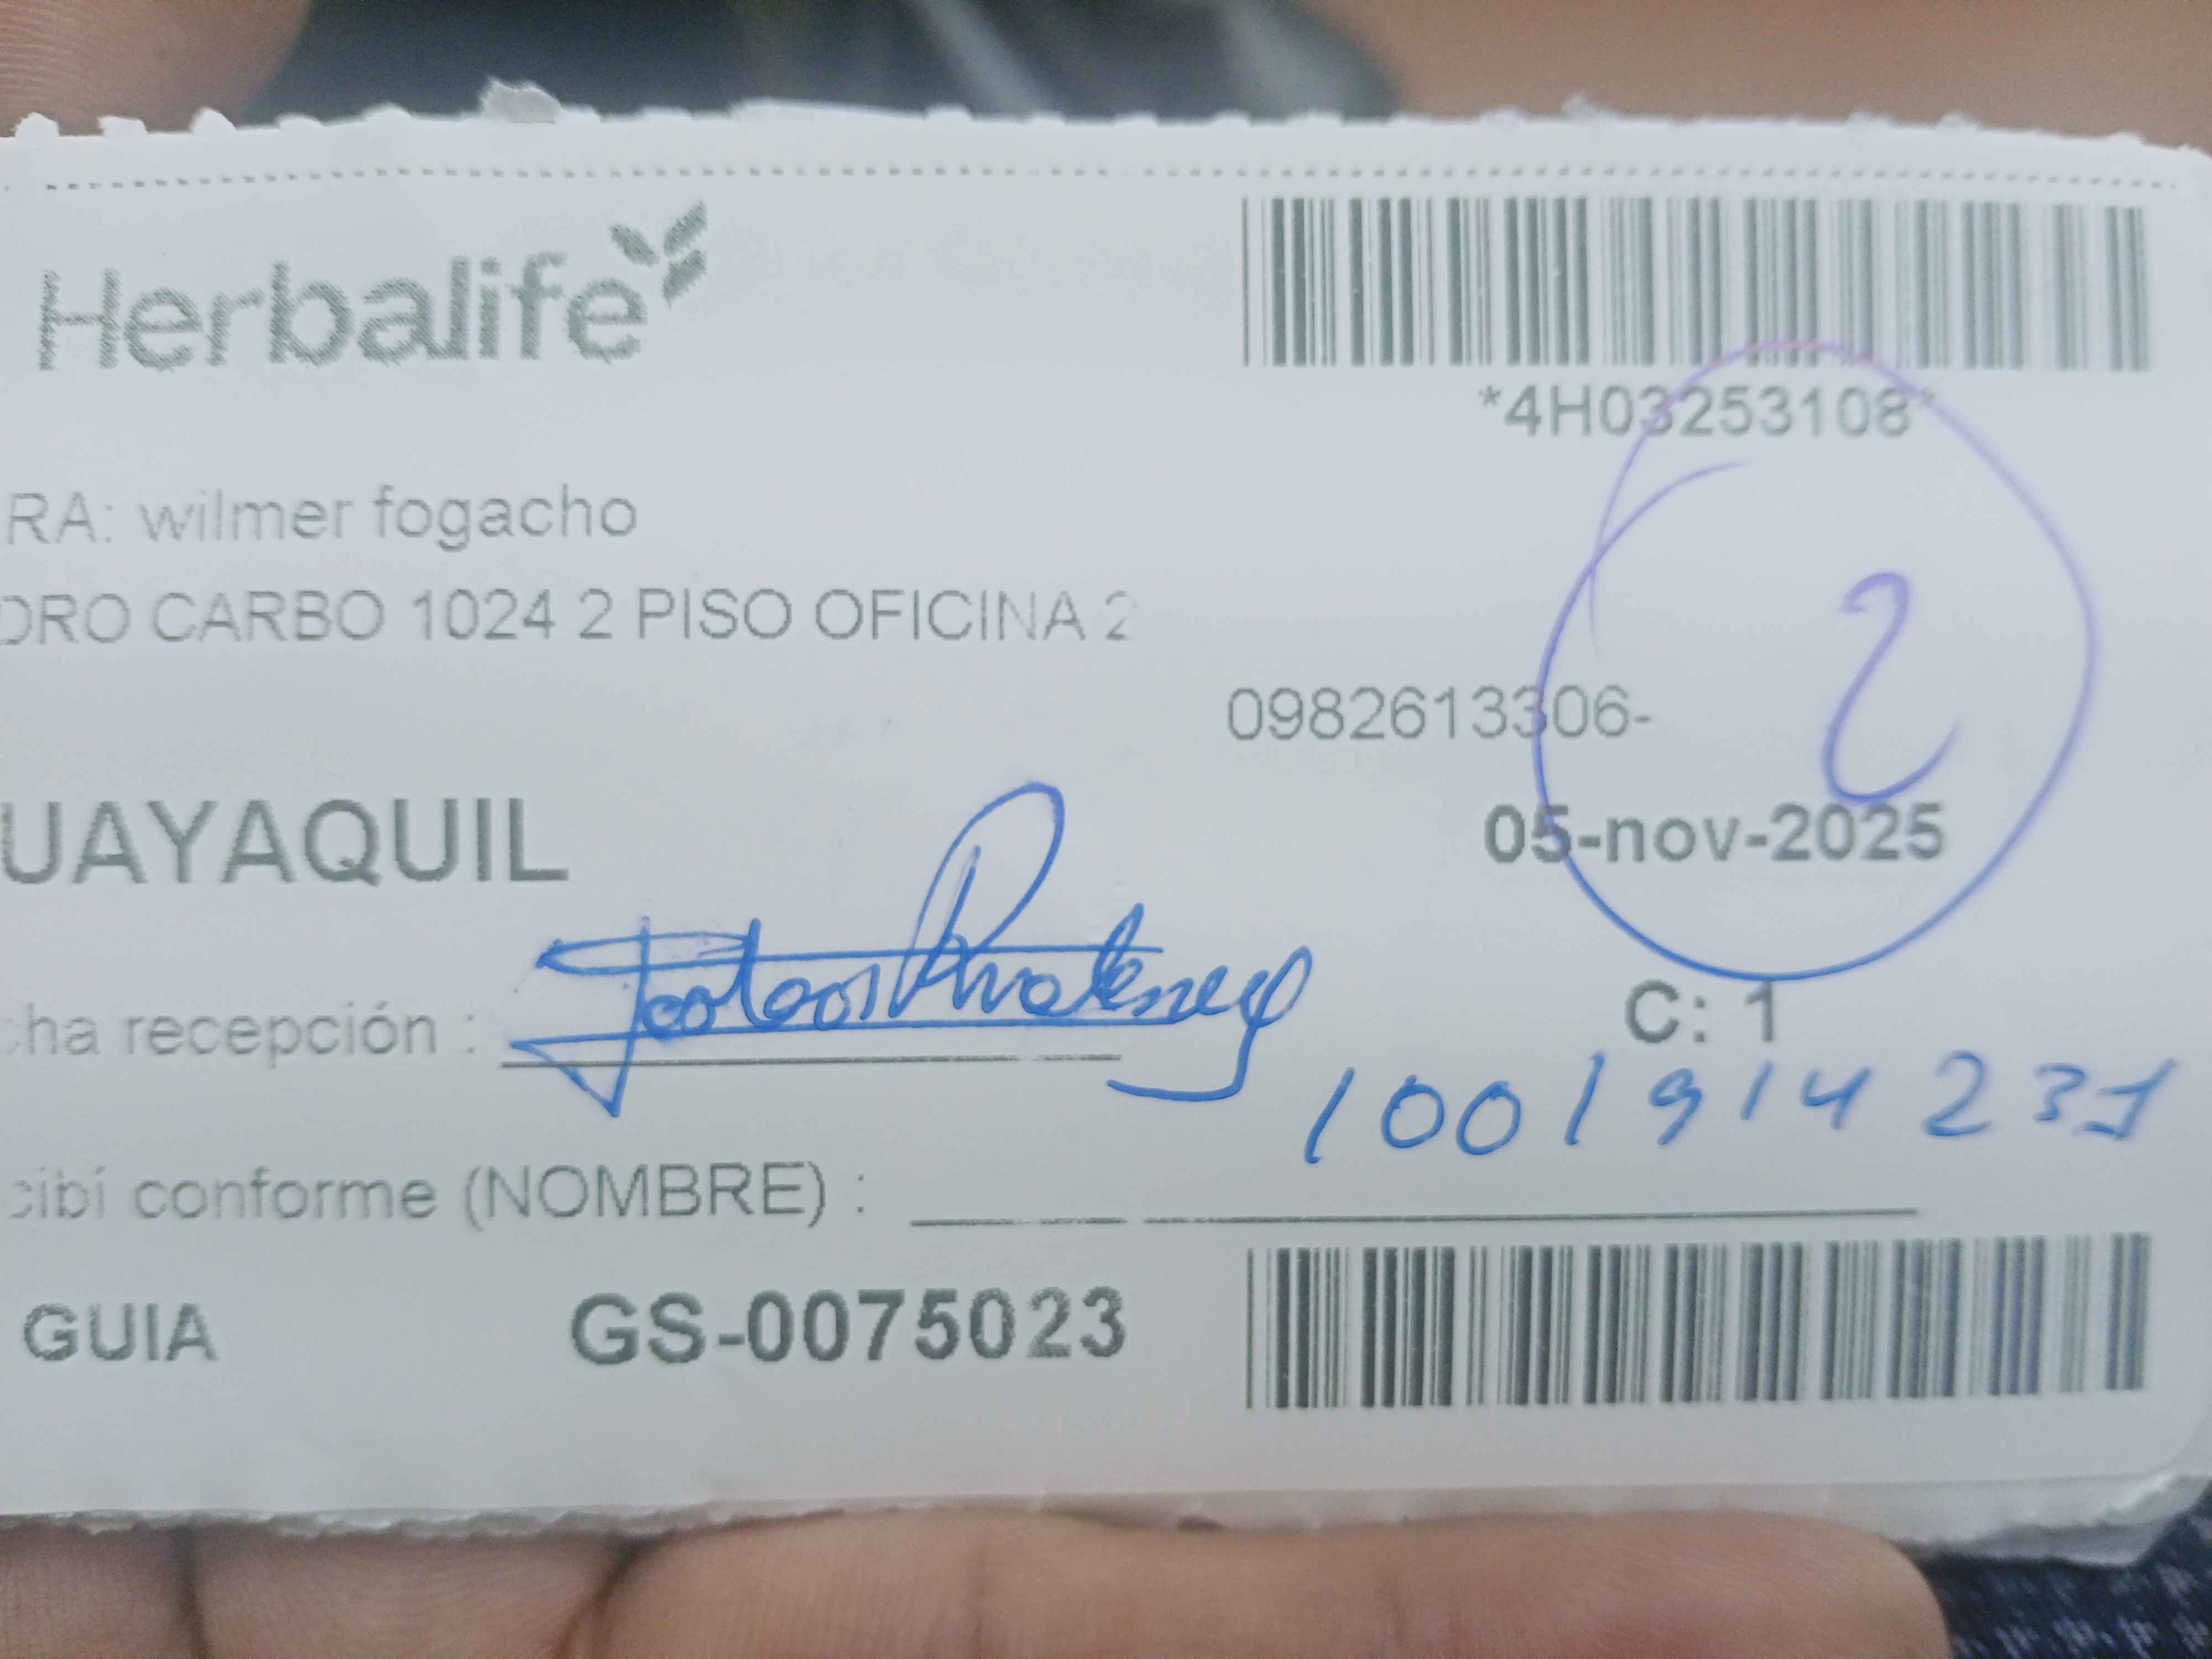 Herbalife
*4H03253108*
RA: wilmer fogacho
DRO CARBO 1024 2 PISO OFICINA 2
0982613306-
2
UAYAQUIL
05-nov-2025
cha recepción :
C: 1
1001914231
cibí conforme (NOMBRE) :
GUIA GS-0075023